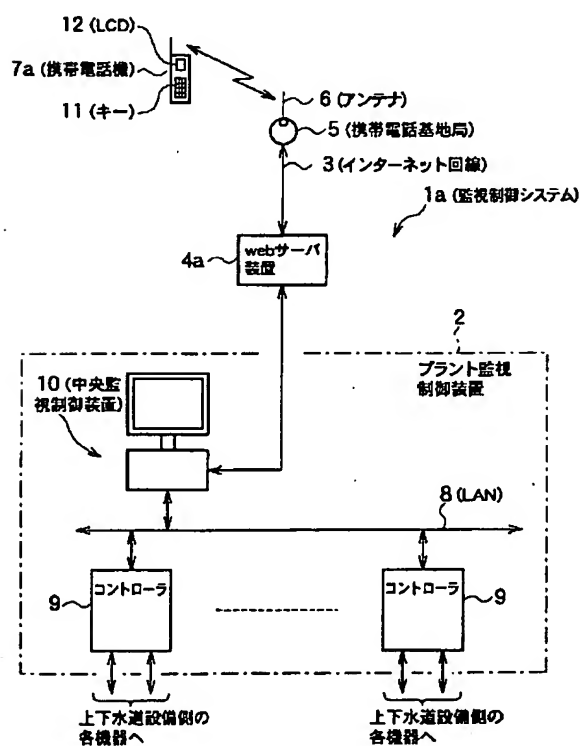 12 (LCD)
7a (携帯電話機)
11 (キー)
6 (アンテナ)
5 (携帯電話基地局)
3 (インターネット回線)
1a (監視制御システム)
webサーバ
装置
4a
2
プラント監視
制御装置
10 (中央監
視制御装置)
8 (LAN)
コントローラ
9
コントローラ
9
上下水道設備側の
各機器へ
上下水道設備側の
各機器へ